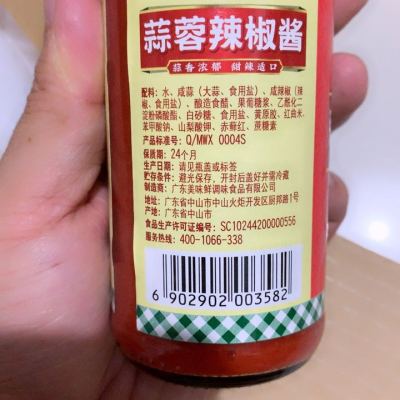 蒜蓉辣椒酱
蒜香浓郁 甜辣适口
配料：水、咸蒜（大蒜、食用盐）、咸辣椒（辣
椒、食用盐）、酿造食醋、果葡糖浆、乙酰化二
淀粉磷酸酯、白砂糖、食用盐、黄原胶、红曲米、
苯甲酸钠、山梨酸钾、赤藓红、蔗糖素
产品标准号：Q/MWX 0004S
保质期：24个月
生产日期：请见瓶盖或标签
贮存条件：避光保存，开封后盖好并需冷藏
制造商：广东美味鲜调味食品有限公司
地址：广东省中山市中山火炬开发区厨邦路1号
产地：广东省中山市
食品生产许可证编号：SC10244200000556
服务热线：400-1066-338
6 902902 003582